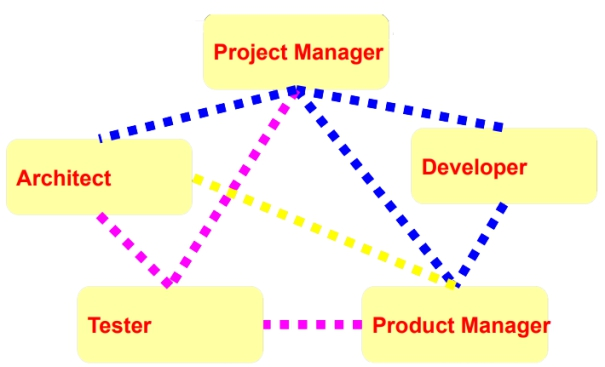 Project Manager
Architect
Developer
Tester
Product Manager